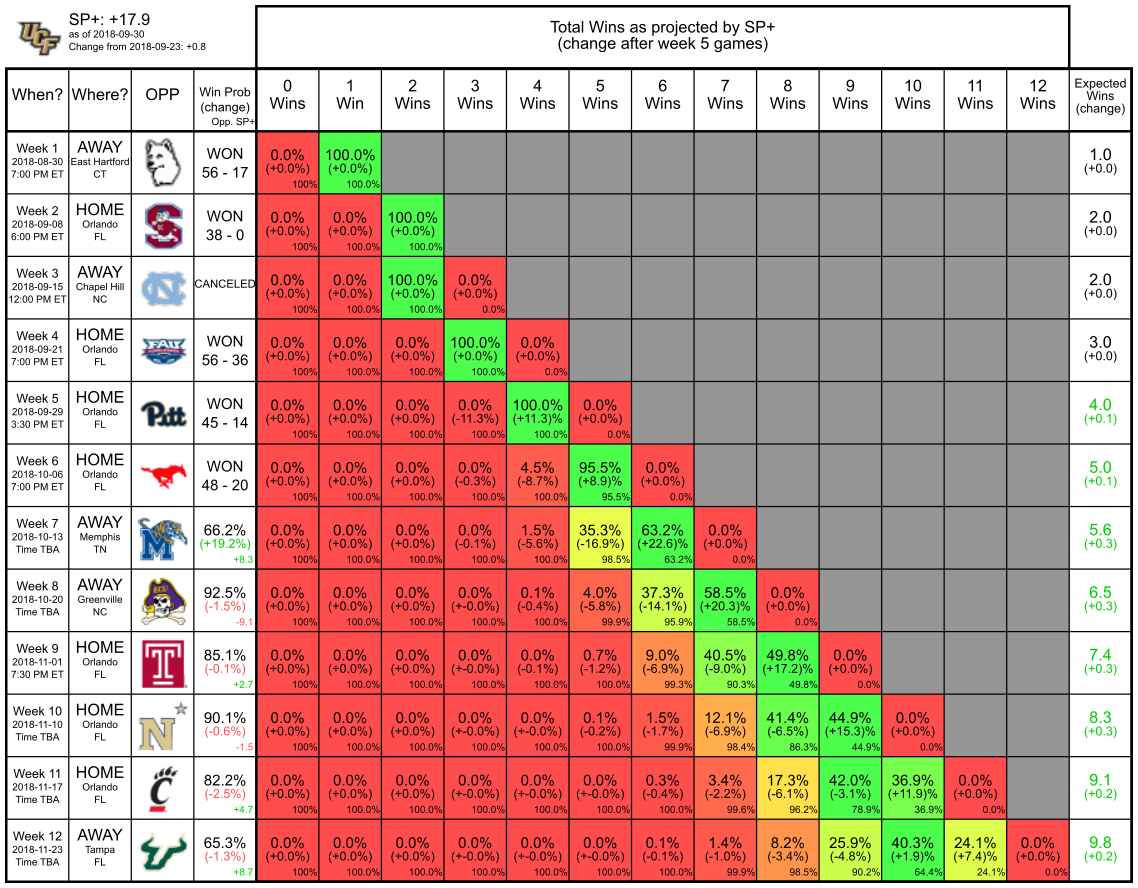 UCF
SP+: +17.9
as of 2018-09-30
Change from 2018-09-23: +0.8
Total Wins as projected by SP+
(change after week 5 games)
When? Where? OPP Win Prob (change) Opp. SP+ 0 Wins 1 Win 2 Wins 3 Wins 4 Wins 5 Wins 6 Wins 7 Wins 8 Wins 9 Wins 10 Wins 11 Wins 12 Wins Expected Wins (change)
Week 1 AWAY
2018-08-30 East Hartford WON 0.0% 100.0% 1.0
7:00 PM ET CT 56 - 17 (+0.0%) (+0.0%) (+0.0)
100% 100.0%
Week 2 HOME
2018-09-08 Orlando WON 0.0% 0.0% 100.0% 2.0
6:00 PM ET FL 38 - 0 (+0.0%) (+0.0%) (+0.0%) (+0.0)
100% 100.0% 100.0%
Week 3 AWAY
2018-09-15 Chapel Hill CANCELED 0.0% 0.0% 100.0% 0.0% 2.0
12:00 PM ET NC (+0.0%) (+0.0%) (+0.0%) (+0.0%) (+0.0)
100% 100.0% 100.0% 0.0%
Week 4 HOME
2018-09-21 Orlando FAU WON 0.0% 0.0% 0.0% 100.0% 0.0% 3.0
7:00 PM ET FL 56 - 36 (+0.0%) (+0.0%) (+0.0%) (+0.0%) (+0.0%) (+0.0)
100% 100.0% 100.0% 100.0% 0.0%
Week 5 HOME
2018-09-29 Orlando Pitt WON 0.0% 0.0% 0.0% 0.0% 100.0% 0.0% 4.0
3:30 PM ET FL 45 - 14 (+0.0%) (+0.0%) (+0.0%) (-11.3%) (+11.3)% (+0.0%) (+0.1)
100% 100.0% 100.0% 100.0% 100.0% 0.0%
Week 6 HOME
2018-10-06 Orlando WON 0.0% 0.0% 0.0% 0.0% 4.5% 95.5% 0.0% 5.0
7:00 PM ET FL 48 - 20 (+0.0%) (+0.0%) (+0.0%) (-0.3%) (-8.7%) (+8.9)% (+0.0%) (+0.1)
100% 100.0% 100.0% 100.0% 100.0% 95.5% 0.0%
Week 7 AWAY
2018-10-13 Memphis M 66.2% 0.0% 0.0% 0.0% 0.0% 1.5% 35.3% 63.2% 0.0% 5.6
Time TBA TN (+19.2%) (+0.0%) (+0.0%) (+0.0%) (-0.1%) (-5.6%) (-16.9%) (+22.6)% (+0.0%) (+0.3)
+8.3 100% 100.0% 100.0% 100.0% 100.0% 98.5% 63.2% 0.0%
Week 8 AWAY
2018-10-20 Greenville ECU 92.5% 0.0% 0.0% 0.0% 0.0% 0.1% 4.0% 37.3% 58.5% 0.0% 6.5
Time TBA NC (-1.5%) (+0.0%) (+0.0%) (+0.0%) (+-0.0%) (-0.4%) (-5.8%) (-14.1%) (+20.3)% (+0.0%) (+0.3)
-9.1 100% 100.0% 100.0% 100.0% 100.0% 99.9% 95.9% 58.5% 0.0%
Week 9 HOME
2018-11-01 Orlando T 85.1% 0.0% 0.0% 0.0% 0.0% 0.0% 0.7% 9.0% 40.5% 49.8% 0.0% 7.4
7:30 PM ET FL (-0.1%) (+0.0%) (+0.0%) (+0.0%) (+-0.0%) (-0.1%) (-1.2%) (-6.9%) (-9.0%) (+17.2)% (+0.0%) (+0.3)
+2.7 100% 100.0% 100.0% 100.0% 100.0% 100.0% 99.3% 90.3% 49.8% 0.0%
Week 10 HOME
2018-11-10 Orlando N 90.1% 0.0% 0.0% 0.0% 0.0% 0.0% 0.1% 1.5% 12.1% 41.4% 44.9% 0.0% 8.3
Time TBA FL (-0.6%) (+0.0%) (+0.0%) (+0.0%) (+-0.0%) (+-0.0%) (-0.2%) (-1.7%) (-6.9%) (-6.5%) (+15.3)% (+0.0%) (+0.3)
-1.5 100% 100.0% 100.0% 100.0% 100.0% 100.0% 99.9% 98.4% 86.3% 44.9% 0.0%
Week 11 HOME
2018-11-17 Orlando C 82.2% 0.0% 0.0% 0.0% 0.0% 0.0% 0.0% 0.3% 3.4% 17.3% 42.0% 36.9% 0.0% 9.1
Time TBA FL (-2.5%) (+0.0%) (+0.0%) (+0.0%) (+-0.0%) (+-0.0%) (+-0.0%) (-0.4%) (-2.2%) (-6.1%) (-3.1%) (+11.9)% (+0.0%) (+0.2)
+4.7 100% 100.0% 100.0% 100.0% 100.0% 100.0% 100.0% 99.6% 96.2% 78.9% 36.9% 0.0%
Week 12 AWAY
2018-11-23 Tampa 65.3% 0.0% 0.0% 0.0% 0.0% 0.0% 0.0% 0.1% 1.4% 8.2% 25.9% 40.3% 24.1% 0.0% 9.8
Time TBA FL (-1.3%) (+0.0%) (+0.0%) (+0.0%) (+-0.0%) (+-0.0%) (+-0.0%) (-0.1%) (-1.0%) (-3.4%) (-4.8%) (+1.9)% (+7.4)% (+0.0%) (+0.2)
+8.7 100% 100.0% 100.0% 100.0% 100.0% 100.0% 100.0% 99.9% 98.5% 90.2% 64.4% 24.1% 0.0%